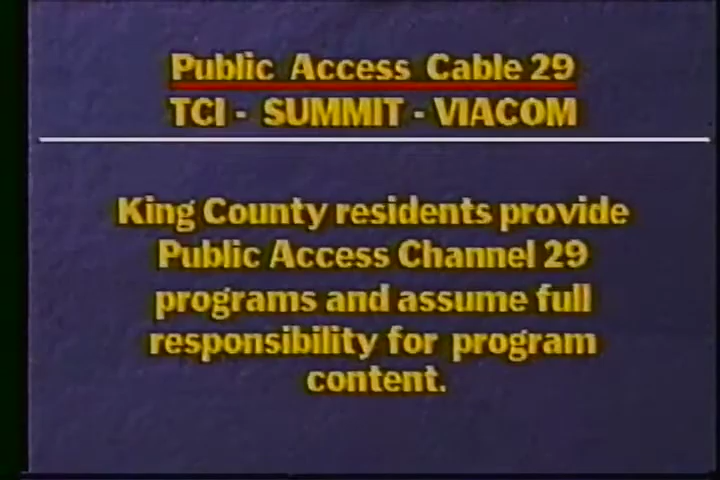 Public Access Cable 29
TCI - SUMMIT - VIACOM
King County residents provide
Public Access Channel 29
programs and assume full
responsibility for program
content.